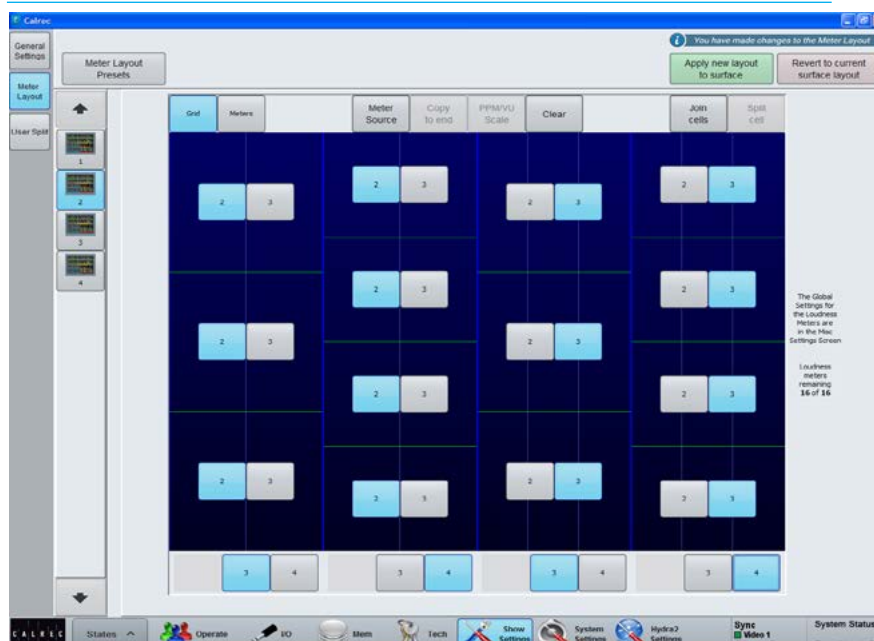 Calrec
General
Settings
Meter
Layout
User Split
Meter Layout
Presets
You have made changes to the Meter Layout
Apply new layout
to surface
Revert to current
surface layout
Grid
Meters
Meter
Source
Copy
to end
PPM/VU
Scale
Clear
Join
cells
Split
cell
1
2
3
4
2 3 2 3 2 3 2 3
2 3 2 3
2 3 2 3
2 3 2 3
2 3 2 3 2 3 2 3
3 4 3 4 3 4 3 4
The Global
Settings for
the Loudness
Meters are
in the Misc
Settings Screen
Loudness
meters
remaining
16 of 16
CALREC
States
Operate
I/O
Mem
Tech
Show
Settings
System
Settings
Hydra2
Settings
Sync
Video 1
System Status